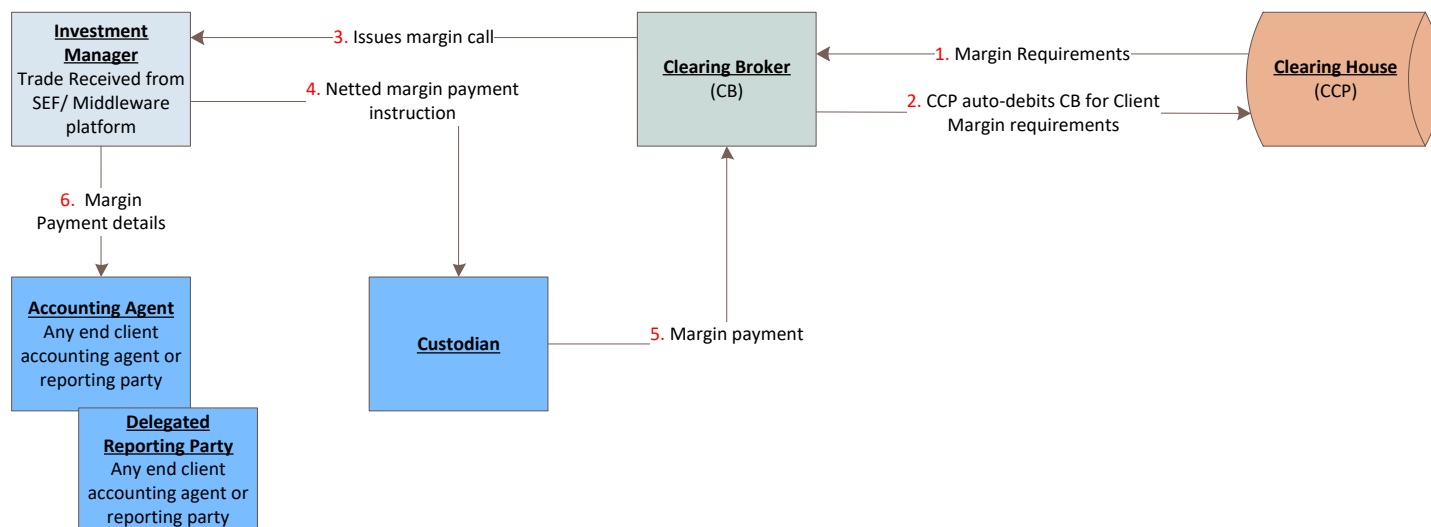 Investment
Manager
Trade Received from
SEF/ Middleware
platform
3. Issues margin call
4. Netted margin payment
instruction
Clearing Broker
(CB)
1. Margin Requirements
2. CCP auto-debits CB for Client
Margin requirements
Clearing House
(CCP)
6. Margin
Payment details
Accounting Agent
Any end client
accounting agent or
reporting party
Custodian
5. Margin payment
Delegated
Reporting Party
Any end client
accounting agent or
reporting party